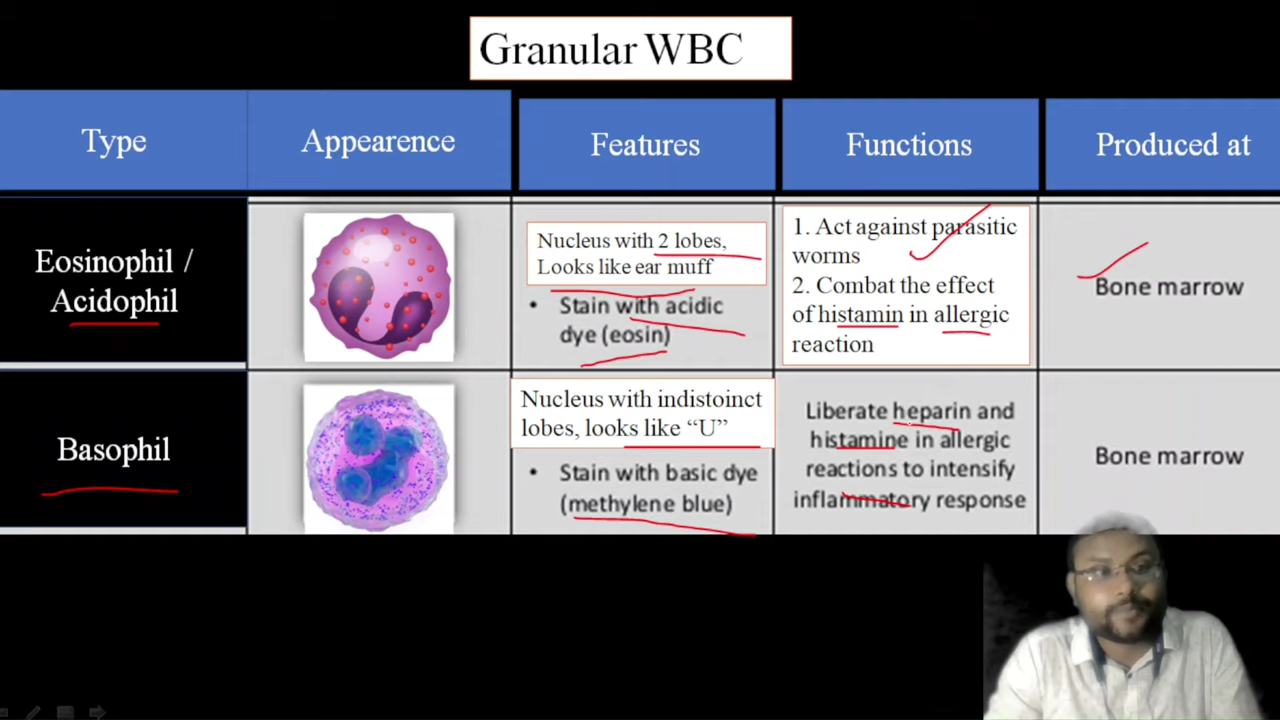 Granular WBC
Type
Appearence
Features
Functions
Produced at
Eosinophil /
Acidophil
Nucleus with 2 lobes,
Looks like ear muff
• Stain with acidic
dye (eosin)
1. Act against parasitic
worms
2. Combat the effect
of histamin in allergic
reaction
Bone marrow
Basophil
Nucleus with indistoinct
lobes, looks like “U”
• Stain with basic dye
(methylene blue)
Liberate heparin and
histamine in allergic
reactions to intensify
inflammatory response
Bone marrow